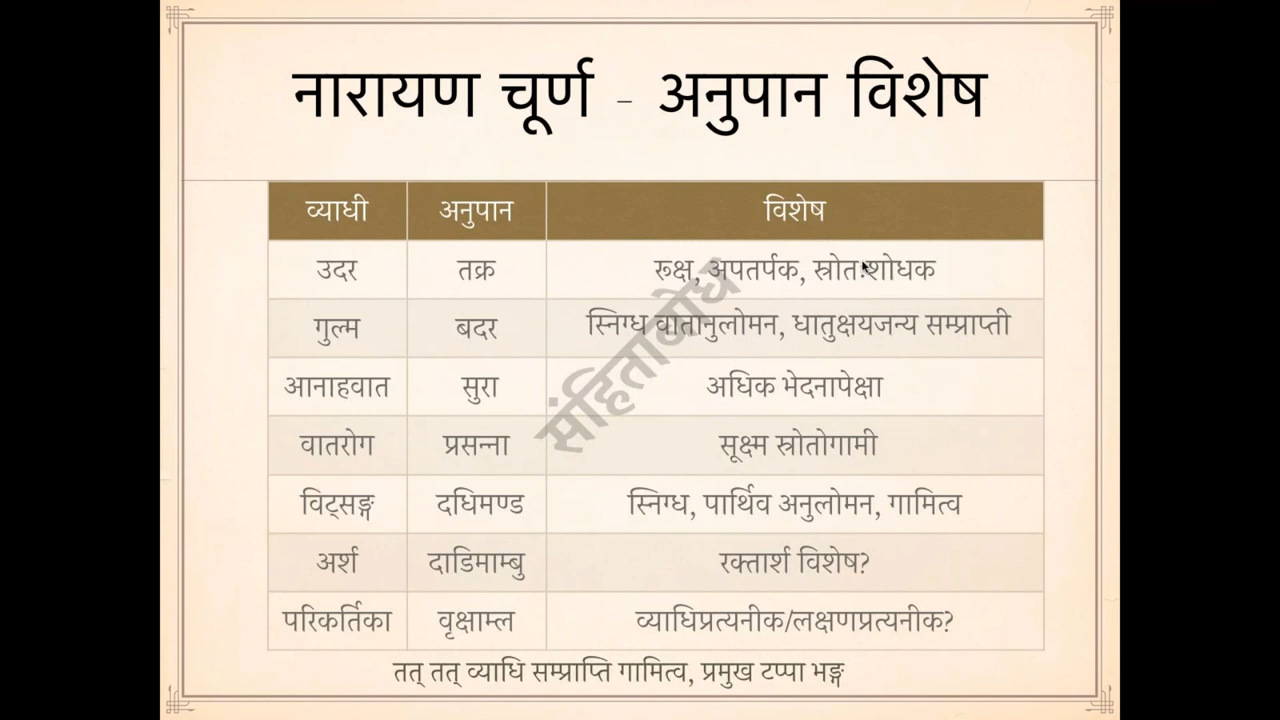 नारायण चूर्ण - अनुपान विशेष
व्याधी अनुपान विशेष
उदर तक्र रूक्ष, अपतर्पक, स्रोतःशोधक
गुल्म बदर स्निग्ध वातानुलोमन, धातुक्षयजन्य सम्प्राप्ती
आनाहवात सुरा अधिक भेदनापेक्षा
वातरोग प्रसन्ना सूक्ष्म स्रोतोगामी
विट्सङ्ग दधिमण्ड स्निग्ध, पार्थिव अनुलोमन, गामित्व
अर्श दाडिमाम्बु रक्तार्श विशेष?
परिकर्तिका वृक्षाम्ल व्याधिप्रत्यनीक/लक्षणप्रत्यनीक?
तत् तत् व्याधि सम्प्राप्ति गामित्व, प्रमुख टप्पा भङ्ग
संहिताबोध